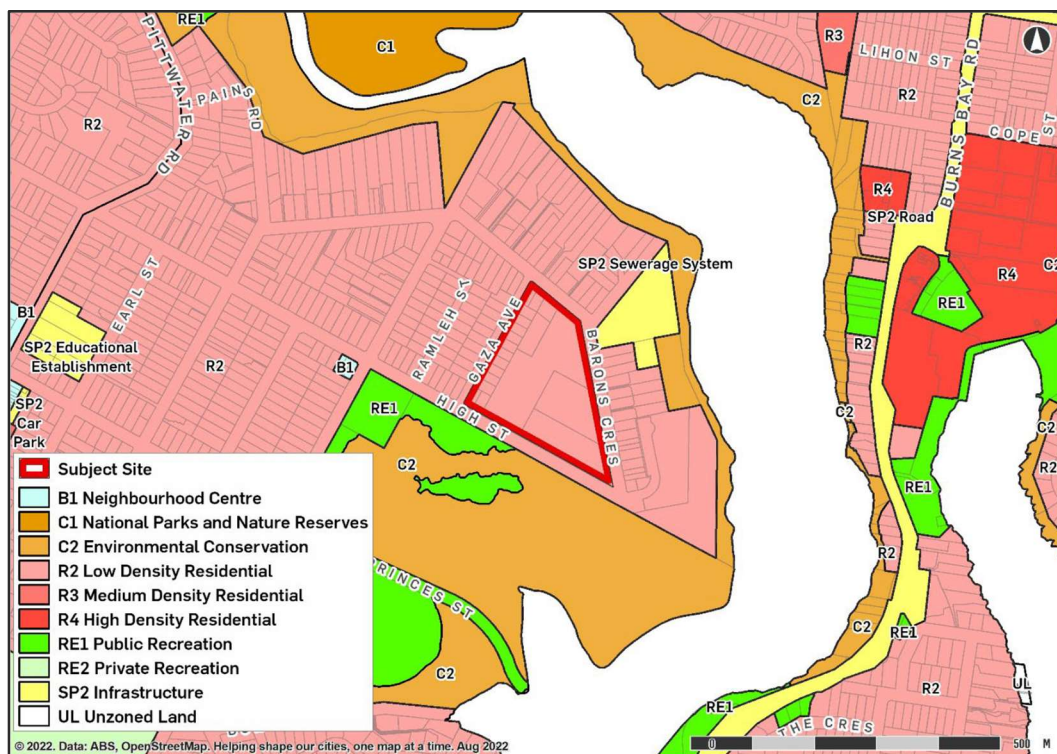 RE1
C1
R3
LIHON ST
R2
C2
BURNS BAY RD
COPE ST
PITTWATER RD
PAINS RD
R2
R4
SP2 Road
R4
RE1
SP2 Sewerage System
EARL ST
B1
SP2 Educational
Establishment
R2
B1
RAMLEH ST
GAZA AVE
BARONS CRES
HIGH ST
RE1
R2
SP2
Car
Park
C2
C2
C2
R2
RE1
R2
PRINCES ST
C2
C2
RE1
R2
UL
RE1
THE CRES
Subject Site
B1 Neighbourhood Centre
C1 National Parks and Nature Reserves
C2 Environmental Conservation
R2 Low Density Residential
R3 Medium Density Residential
R4 High Density Residential
RE1 Public Recreation
RE2 Private Recreation
SP2 Infrastructure
UL Unzoned Land
© 2022. Data: ABS, OpenStreetMap. Helping shape our cities, one map at a time. Aug 2022
0 500 M